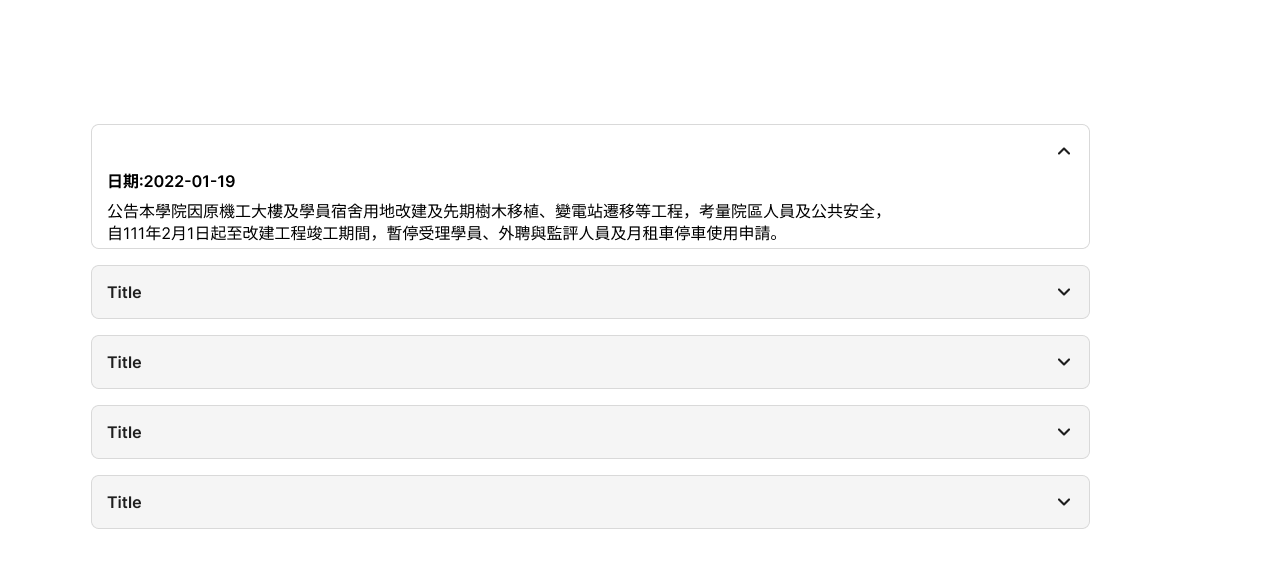 日期:2022-01-19
公告本學院因原機工大樓及學員宿舍用地改建及先期樹木移植、變電站遷移等工程，考量院區人員及公共安全，
自111年2月1日起至改建工程竣工期間，暫停受理學員、外聘與監評人員及月租車停車使用申請。
Title
Title
Title
Title